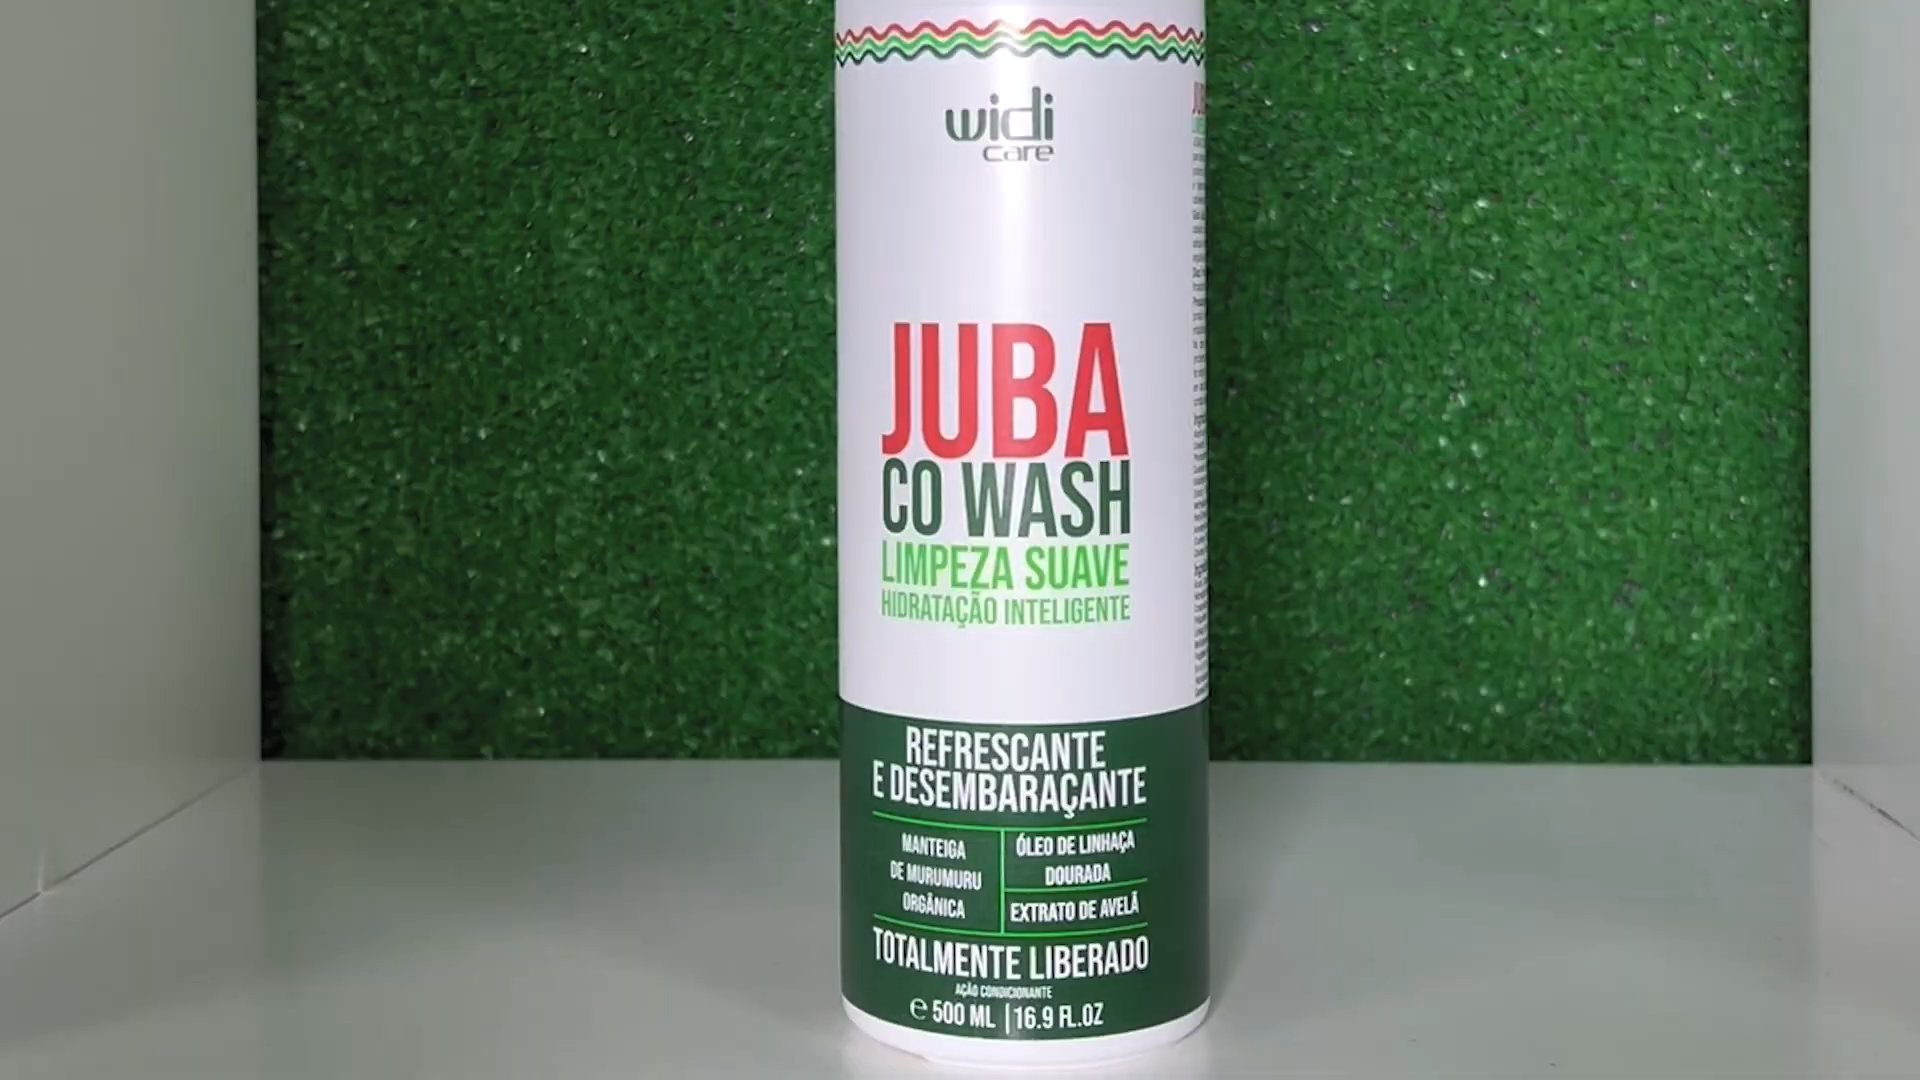 widi
care
JUBA
CO WASH
LIMPEZA SUAVE
HIDRATAÇÃO INTELIGENTE
REFRESCANTE
E DESEMBARAÇANTE
MANTEIGA
DE MURUMURU
ORGÂNICA
ÓLEO DE LINHAÇA
DOURADA
EXTRATO DE AVELÃ
TOTALMENTE LIBERADO
AÇÃO CONDICIONANTE
℮ 500 ML | 16.9 FL.OZ